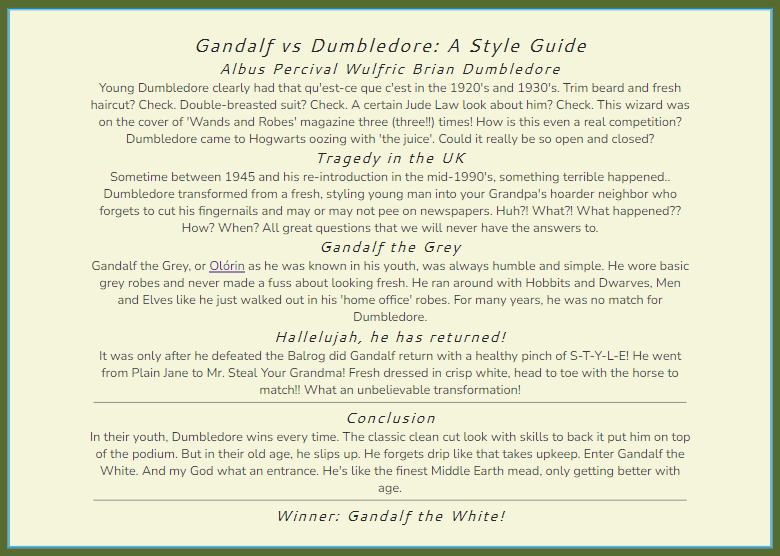 Gandalf vs Dumbledore: A Style Guide
Albus Percival Wulfric Brian Dumbledore
Young Dumbledore clearly had that qu'est-ce que c'est in the 1920's and 1930's. Trim beard and fresh
haircut? Check. Double-breasted suit? Check. A certain Jude Law look about him? Check. This wizard was
on the cover of 'Wands and Robes' magazine three (three!!) times! How is this even a real competition?
Dumbledore came to Hogwarts oozing with 'the juice'. Could it really be so open and closed?
Tragedy in the UK
Sometime between 1945 and his re-introduction in the mid-1990's, something terrible happened..
Dumbledore transformed from a fresh, styling young man into your Grandpa's hoarder neighbor who
forgets to cut his fingernails and may or may not pee on newspapers. Huh?! What?! What happened??
How? When? All great questions that we will never have the answers to.
Gandalf the Grey
Gandalf the Grey, or Olórin as he was known in his youth, was always humble and simple. He wore basic
grey robes and never made a fuss about looking fresh. He ran around with Hobbits and Dwarves, Men
and Elves like he just walked out in his 'home office' robes. For many years, he was no match for
Dumbledore.
Hallelujah, he has returned!
It was only after he defeated the Balrog did Gandalf return with a healthy pinch of S-T-Y-L-E! He went
from Plain Jane to Mr. Steal Your Grandma! Fresh dressed in crisp white, head to toe with the horse to
match!! What an unbelievable transformation!
Conclusion
In their youth, Dumbledore wins every time. The classic clean cut look with skills to back it put him on top
of the podium. But in their old age, he slips up. He forgets drip like that takes upkeep. Enter Gandalf the
White. And my God what an entrance. He's like the finest Middle Earth mead, only getting better with
age.
Winner: Gandalf the White!